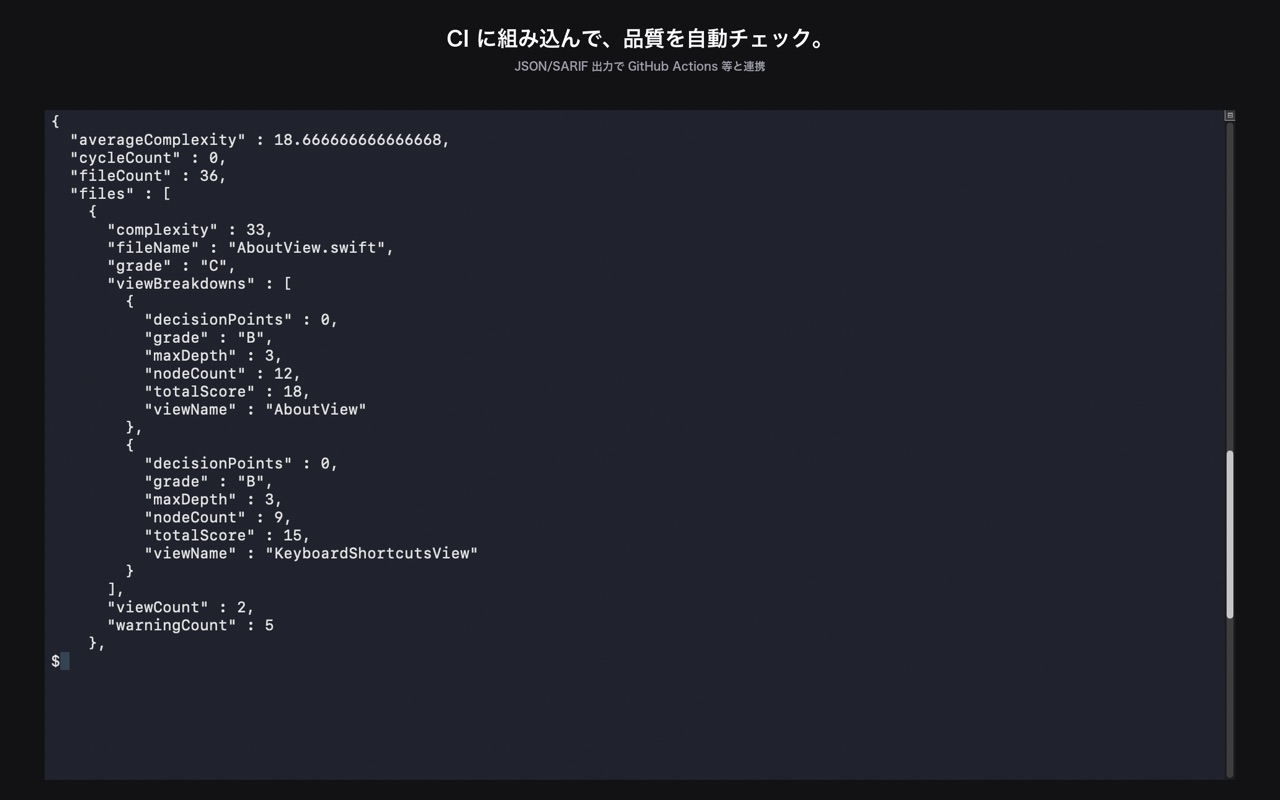 CI に組み込んで、品質を自動チェック。
JSON/SARIF 出力で GitHub Actions 等と連携
{
  "averageComplexity" : 18.666666666666668,
  "cycleCount" : 0,
  "fileCount" : 36,
  "files" : [
    {
      "complexity" : 33,
      "fileName" : "AboutView.swift",
      "grade" : "C",
      "viewBreakdowns" : [
        {
          "decisionPoints" : 0,
          "grade" : "B",
          "maxDepth" : 3,
          "nodeCount" : 12,
          "totalScore" : 18,
          "viewName" : "AboutView"
        },
        {
          "decisionPoints" : 0,
          "grade" : "B",
          "maxDepth" : 3,
          "nodeCount" : 9,
          "totalScore" : 15,
          "viewName" : "KeyboardShortcutsView"
        }
      ],
      "viewCount" : 2,
      "warningCount" : 5
    },
$